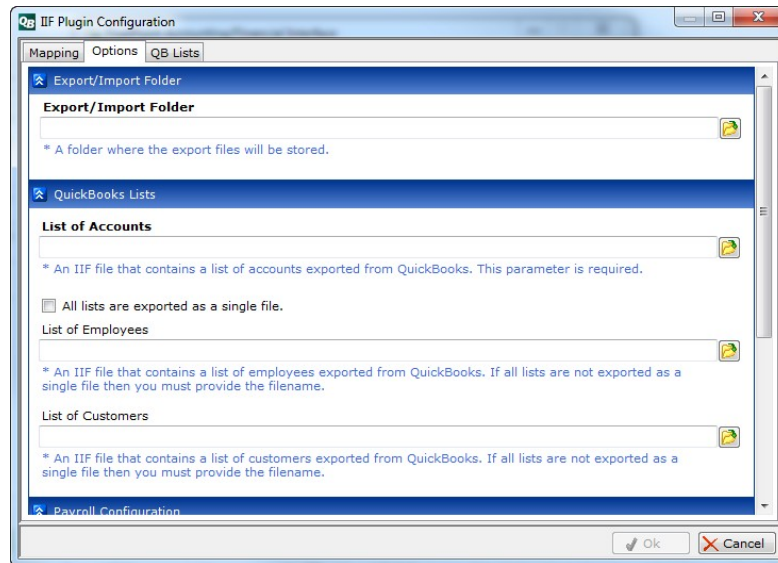 QB IIF Plugin Configuration
Mapping Options QB Lists
Export/Import Folder
Export/Import Folder
* A folder where the export files will be stored.
QuickBooks Lists
List of Accounts
* An IIF file that contains a list of accounts exported from QuickBooks. This parameter is required.
All lists are exported as a single file.
List of Employees
* An IIF file that contains a list of employees exported from QuickBooks. If all lists are not exported as a
single file then you must provide the filename.
List of Customers
* An IIF file that contains a list of customers exported from QuickBooks. If all lists are not exported as a
single file then you must provide the filename.
Payroll Configuration
Ok Cancel